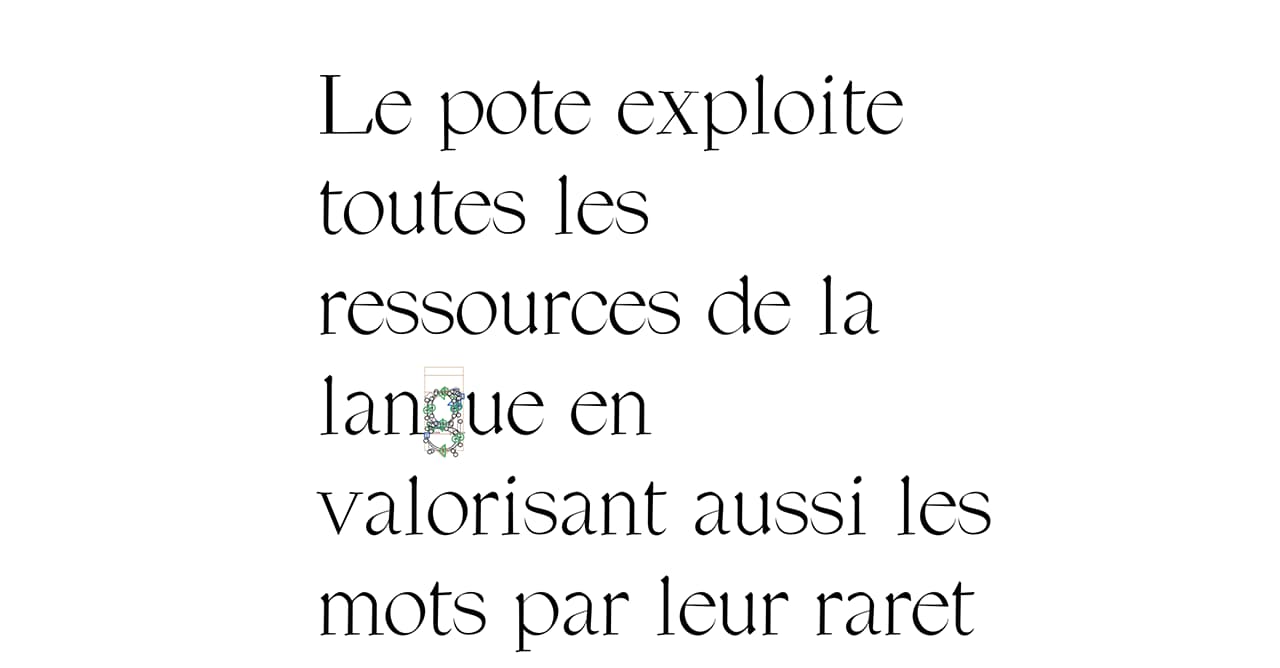 Le pote exploite
toutes les
ressources de la
langue en
valorisant aussi les
mots par leur raret